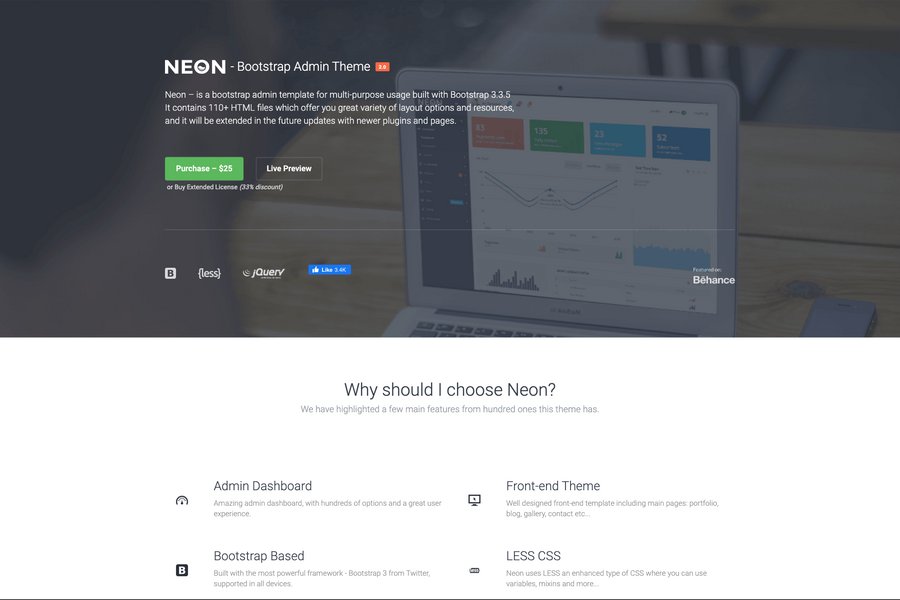 NEON - Bootstrap Admin Theme 2.0
Neon – is a bootstrap admin template for multi-purpose usage built with Bootstrap 3.3.5
It contains 110+ HTML files which offer you great variety of layout options and resources,
and it will be extended in the future updates with newer plugins and pages.
Purchase – $25
Live Preview
or Buy Extended License (33% discount)
83
135
23
52
B
{less}
jQuery
Like 3.4K
Featured on:
Bēhance
MacBook
Why should I choose Neon?
We have highlighted a few main features from hundred ones this theme has.
Admin Dashboard
Amazing admin dashboard, with hundreds of options and a great user
experience.
Front-end Theme
Well designed front-end template including main pages: portfolio,
blog, gallery, contact etc...
B
Bootstrap Based
Built with the most powerful framework - Bootstrap 3 from Twitter,
supported in all devices.
LESS CSS
Neon uses LESS an enhanced type of CSS where you can use
variables, mixins and more...